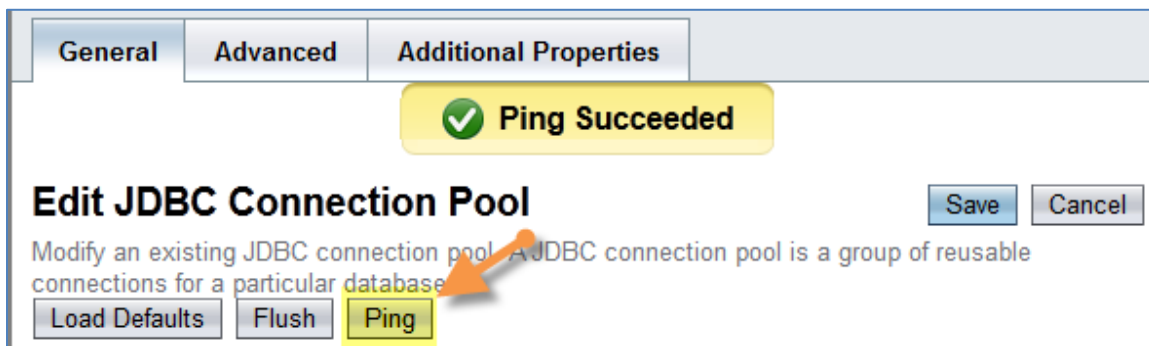 General Advanced Additional Properties
Ping Succeeded
Edit JDBC Connection Pool
Save Cancel
Modify an existing JDBC connection pool. A JDBC connection pool is a group of reusable
connections for a particular database
Load Defaults Flush Ping